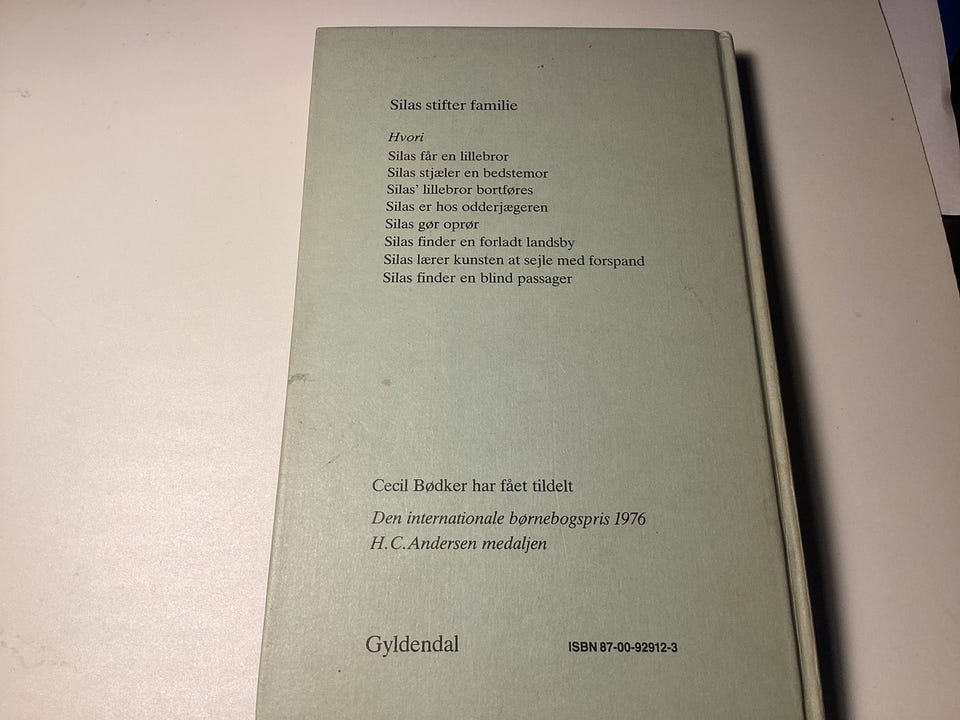 Silas stifter familie
Hvori
Silas får en lillebror
Silas stjæler en bedstemor
Silas' lillebror bortføres
Silas er hos odderjægeren
Silas gør oprør
Silas finder en forladt landsby
Silas lærer kunsten at sejle med forspand
Silas finder en blind passager
Cecil Bødker har fået tildelt
Den internationale børnebogspris 1976
H.C.Andersen medaljen
Gyldendal
ISBN 87-00-92912-3